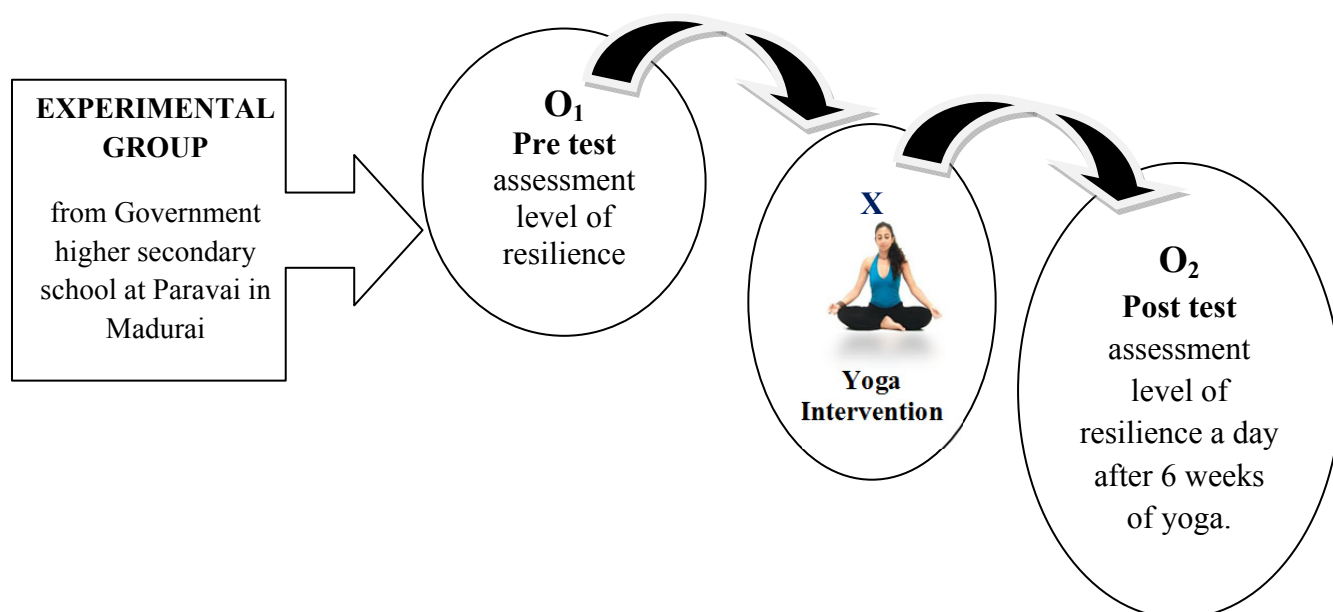 EXPERIMENTAL
GROUP
from Government
higher secondary
school at Paravai in
Madurai
O₁
Pre test
assessment
level of
resilience
X
Yoga
Intervention
O₂
Post test
assessment
level of
resilience a day
after 6 weeks
of yoga.